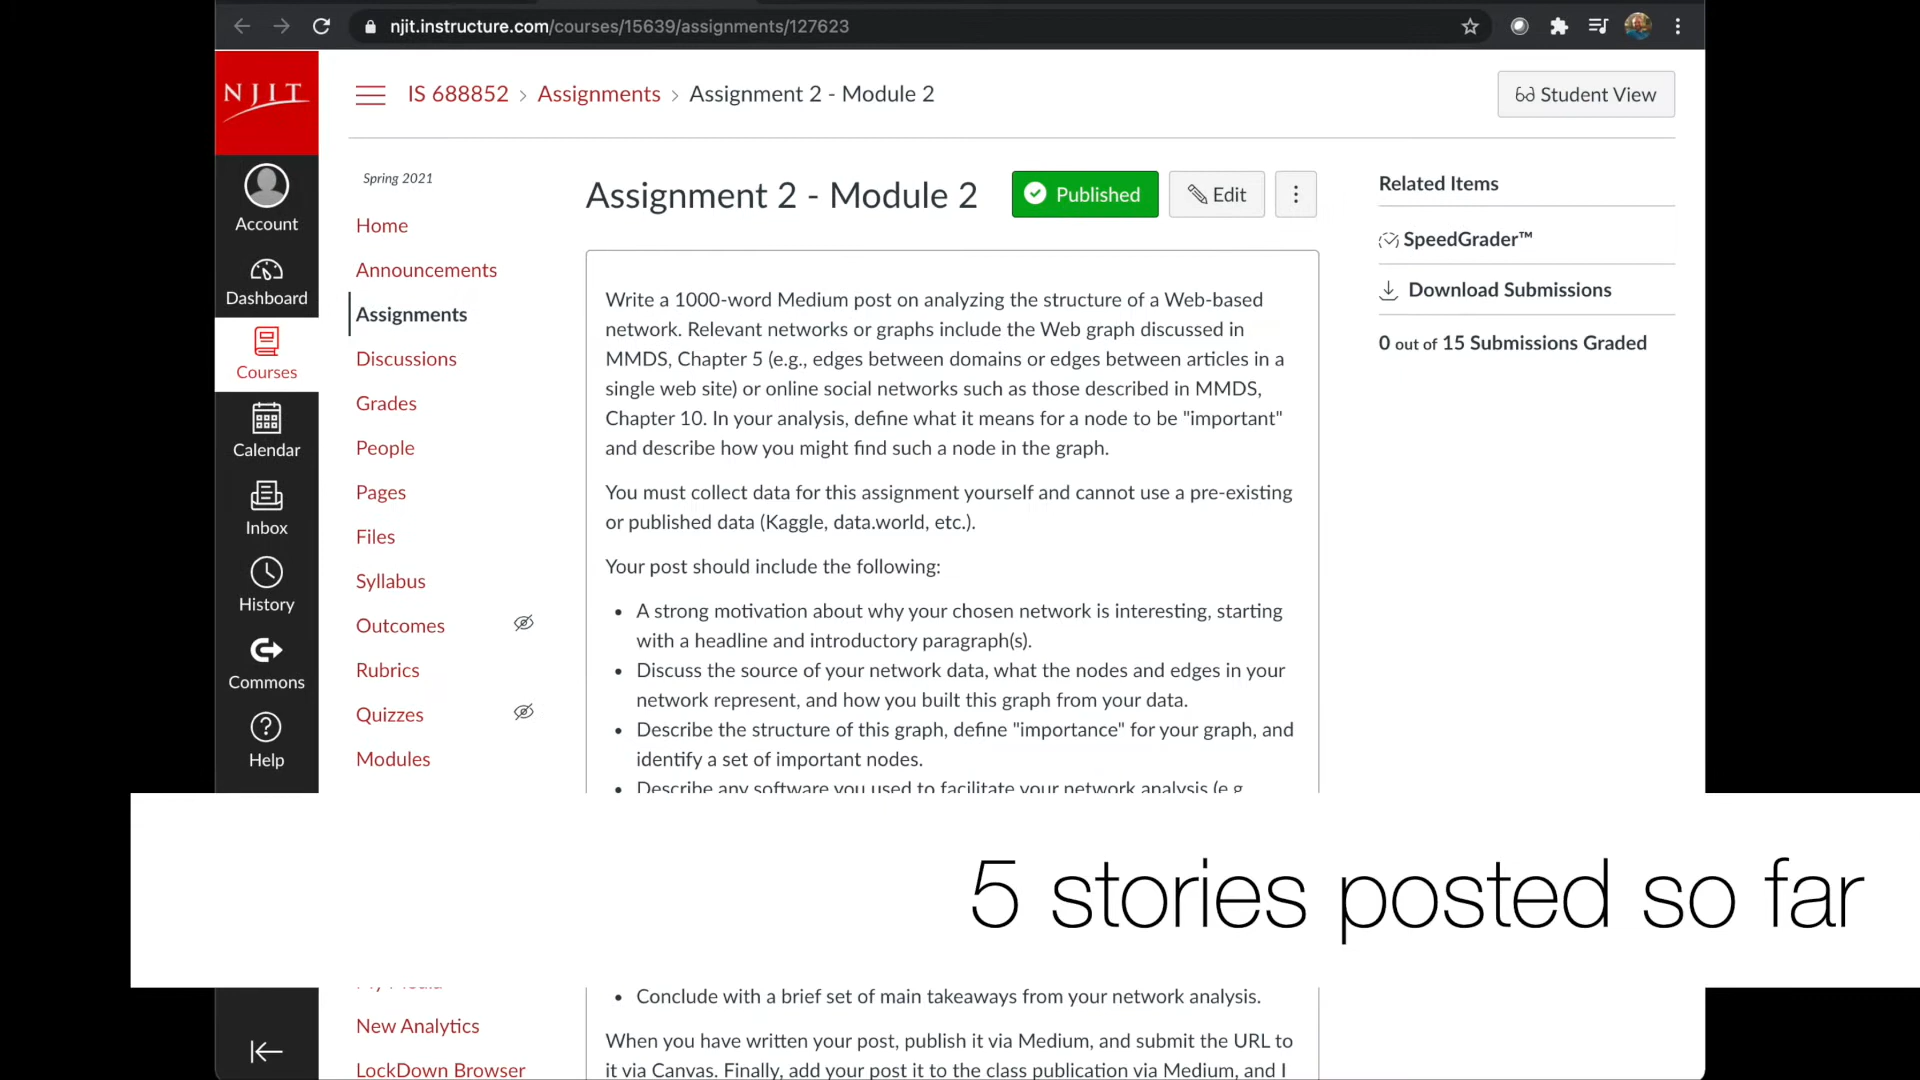 njit.instructure.com/courses/15639/assignments/127623
NJIT
IS 688852 > Assignments > Assignment 2 - Module 2
Student View
Account
Dashboard
Courses
Calendar
Inbox
History
Commons
Help
Spring 2021
Home
Announcements
Assignments
Discussions
Grades
People
Pages
Files
Syllabus
Outcomes
Rubrics
Quizzes
Modules
New Analytics
LockDown Browser
Assignment 2 - Module 2
Published
Edit
Write a 1000-word Medium post on analyzing the structure of a Web-based
network. Relevant networks or graphs include the Web graph discussed in
MMDS, Chapter 5 (e.g., edges between domains or edges between articles in a
single web site) or online social networks such as those described in MMDS,
Chapter 10. In your analysis, define what it means for a node to be "important"
and describe how you might find such a node in the graph.
You must collect data for this assignment yourself and cannot use a pre-existing
or published data (Kaggle, data.world, etc.).
Your post should include the following:
• A strong motivation about why your chosen network is interesting, starting
with a headline and introductory paragraph(s).
• Discuss the source of your network data, what the nodes and edges in your
network represent, and how you built this graph from your data.
• Describe the structure of this graph, define "importance" for your graph, and
identify a set of important nodes.
• Describe any software you used to facilitate your network analysis (e.g.
5 stories posted so far
• Conclude with a brief set of main takeaways from your network analysis.
When you have written your post, publish it via Medium, and submit the URL to
it via Canvas. Finally, add your post it to the class publication via Medium, and I
Related Items
SpeedGrader™
Download Submissions
0 out of 15 Submissions Graded